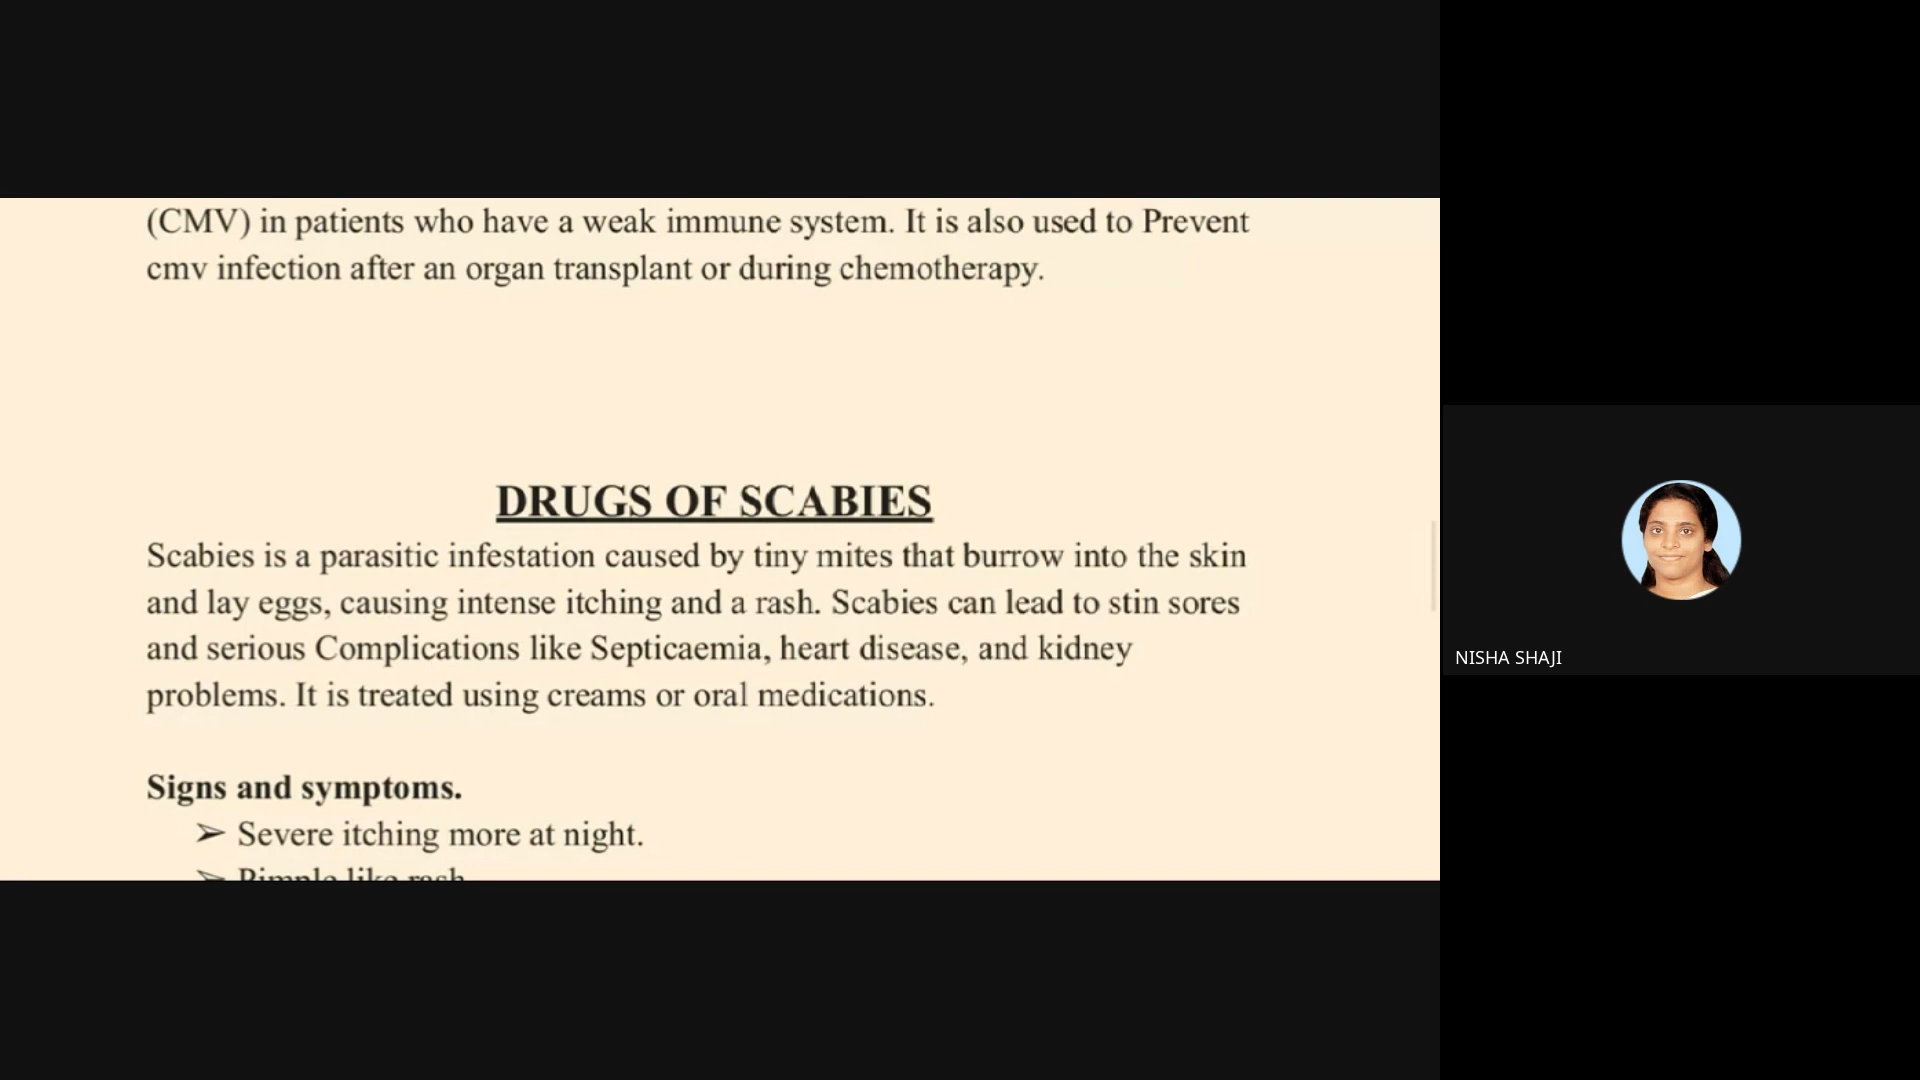 (CMV) in patients who have a weak immune system. It is also used to Prevent
cmv infection after an organ transplant or during chemotherapy.
DRUGS OF SCABIES
Scabies is a parasitic infestation caused by tiny mites that burrow into the skin
and lay eggs, causing intense itching and a rash. Scabies can lead to stin sores
and serious Complications like Septicaemia, heart disease, and kidney
problems. It is treated using creams or oral medications.
Signs and symptoms.
➢ Severe itching more at night.
➢ Pimple like rash
NISHA SHAJI